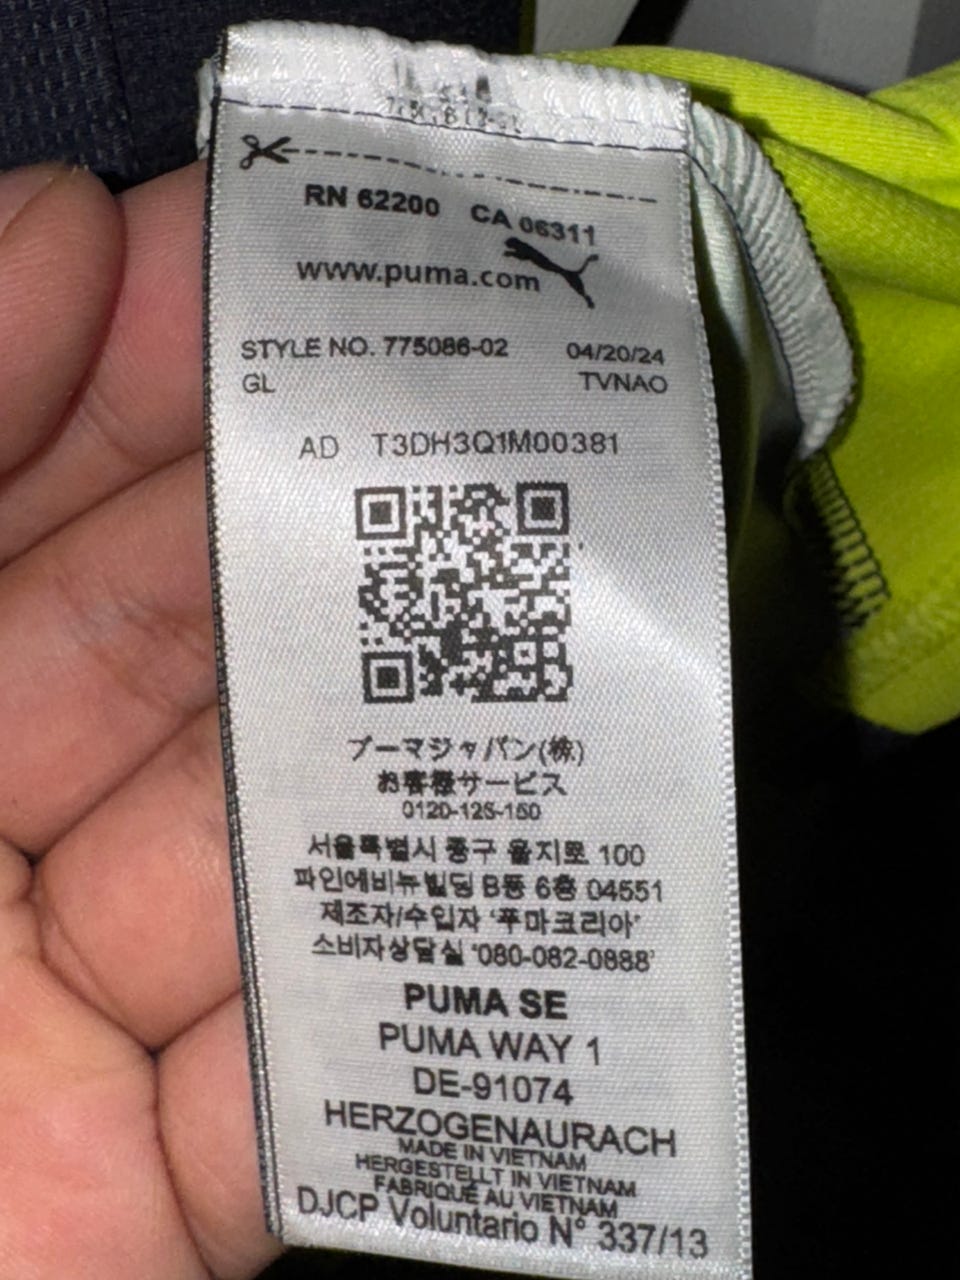 RN 62200 CA 06311
www.puma.com
STYLE NO. 775086-02 04/20/24
GL TVNAO
AD T3DH3Q1M00381
プーマジャパン(株)
お客様サービス
0120-125-150
서울특별시 중구 을지로 100
파인에비뉴빌딩 B동 6층 04551
제조자/수입자 '푸마코리아'
소비자상담실 '080-082-0888'
PUMA SE
PUMA WAY 1
DE-91074
HERZOGENAURACH
MADE IN VIETNAM
HERGESTELLT IN VIETNAM
FABRIQUÉ AU VIETNAM
DJCP Voluntario N° 337/13